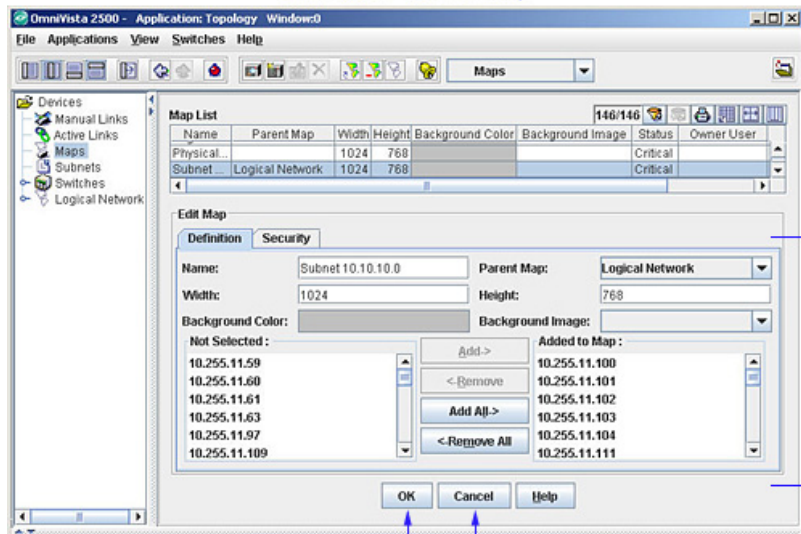 OmniVista 2500 - Application: Topology Window:0
File Applications View Switches Help
Maps
Devices
Manual Links
Active Links
Maps
Subnets
Switches
Logical Network
Map List
146/146
Name Parent Map Width Height Background Color Background Image Status Owner User
Physical... 1024 768 Critical
Subnet ... Logical Network 1024 768 Critical
Edit Map
Definition Security
Name: Subnet 10.10.10.0 Parent Map: Logical Network
Width: 1024 Height: 768
Background Color: Background Image:
Not Selected : Added to Map :
10.255.11.59 Add-> 10.255.11.100
10.255.11.60 <-Remove 10.255.11.101
10.255.11.61 10.255.11.102
10.255.11.63 Add All-> 10.255.11.103
10.255.11.97 <-Remove All 10.255.11.104
10.255.11.109 10.255.11.111
OK Cancel Help